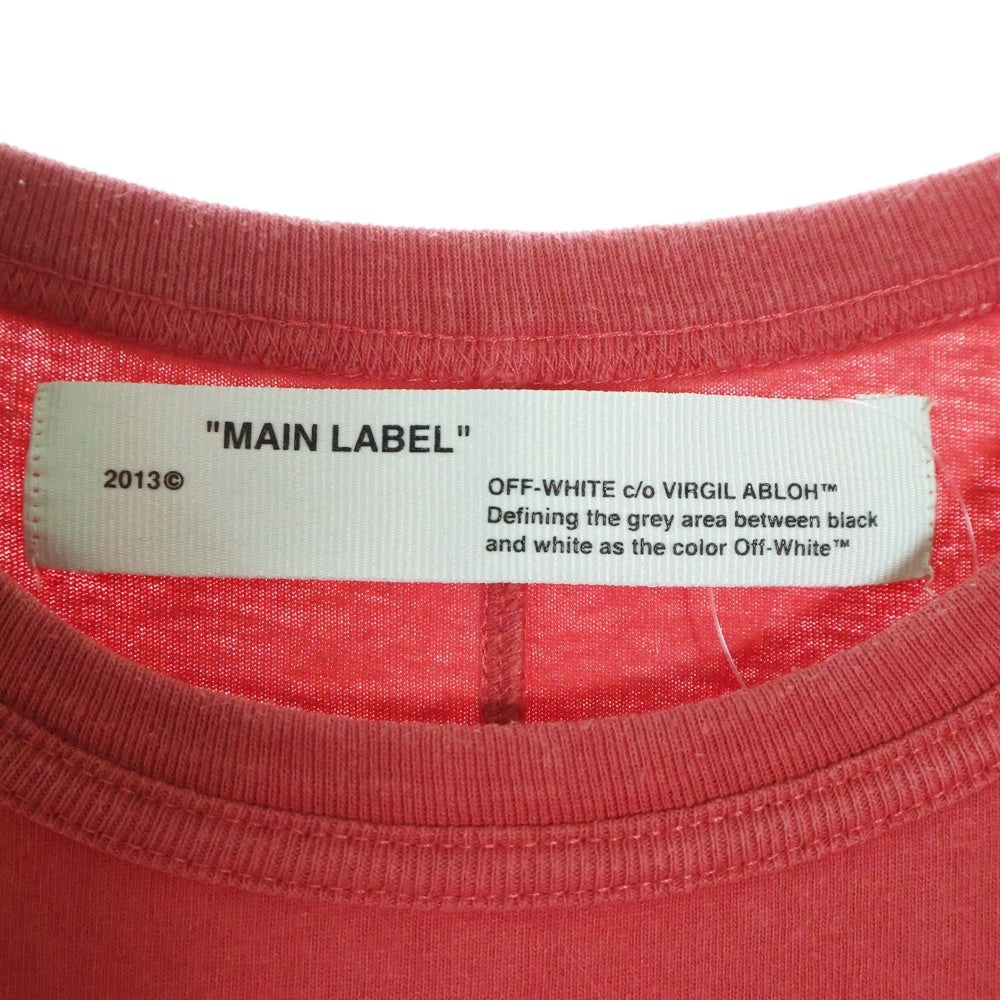 "MAIN LABEL"
2013©
OFF-WHITE c/o VIRGIL ABLOH™
Defining the grey area between black
and white as the color Off-White™